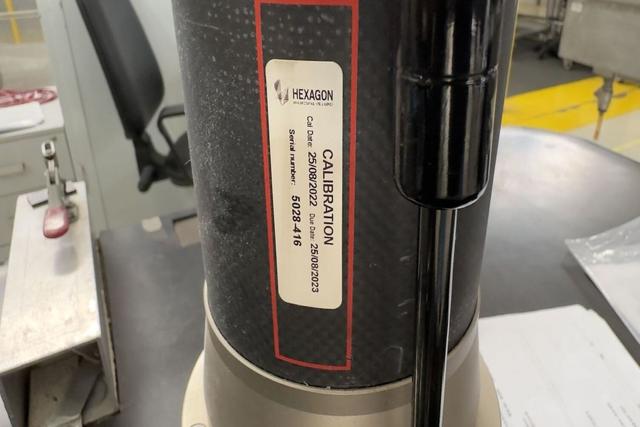 HEXAGON
CALIBRATION
Cal Date: 25/08/2022 Due Date: 25/08/2023
Serial number: 5028-416